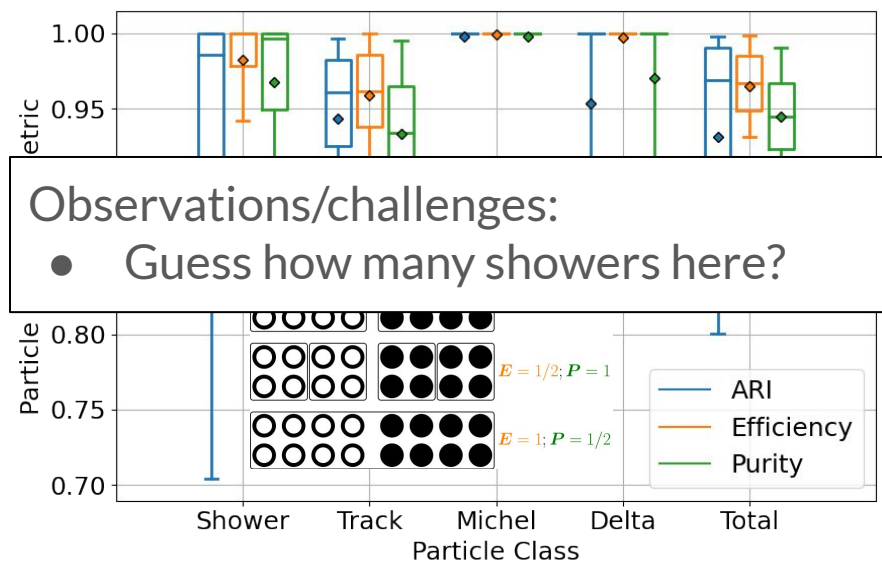 1.00
0.95
etric
Observations/challenges:
● Guess how many showers here?
0.80
0.75
0.70
Particle
E = 1/2; P = 1
E = 1; P = 1/2
ARI
Efficiency
Purity
Shower Track Michel Delta Total
Particle Class